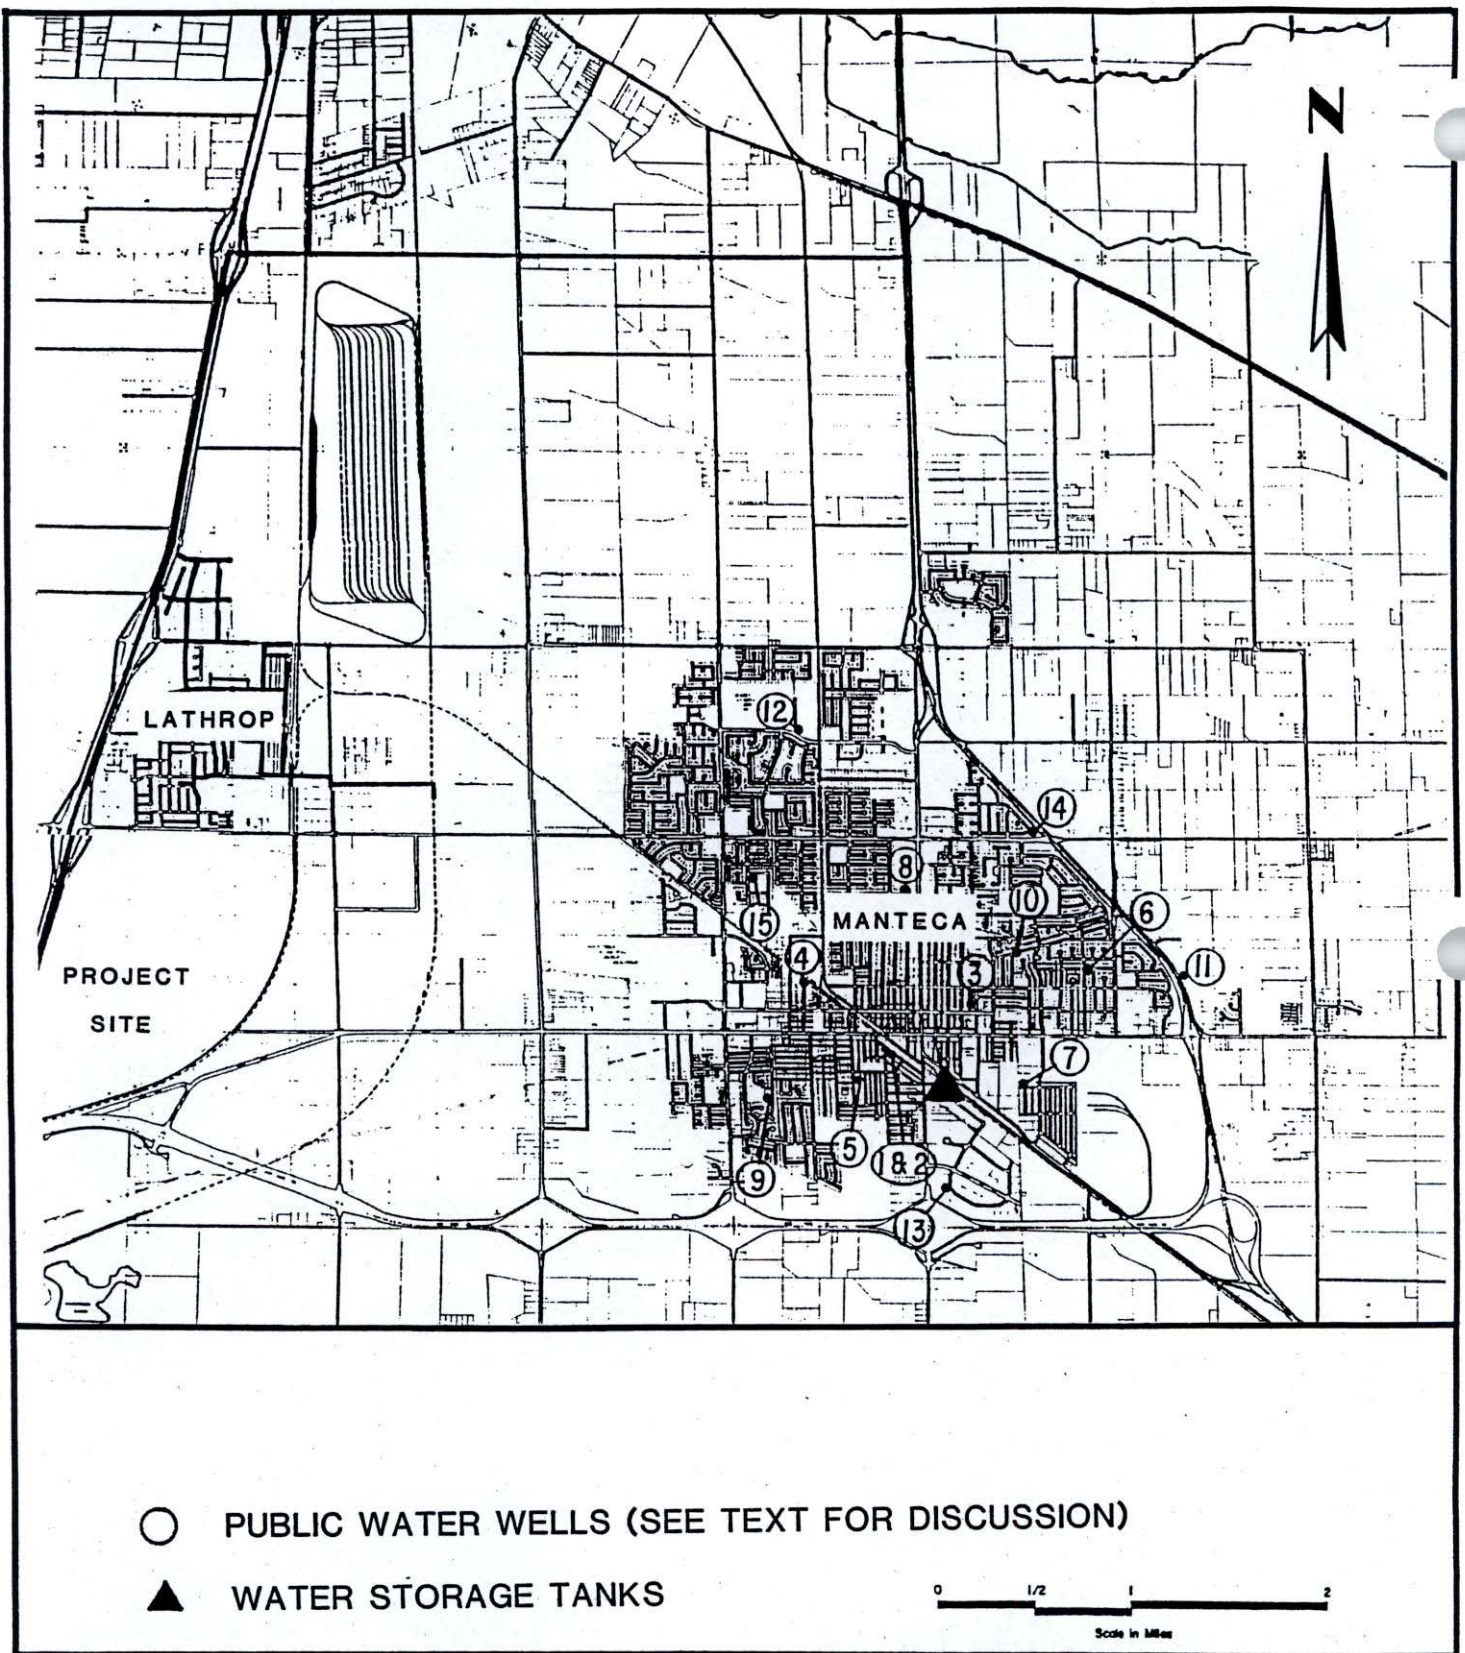 N
LATHROP
12
14
8
MANTECA
10
6
15
4
3
11
PROJECT
SITE
7
5
1&2
9
13
PUBLIC WATER WELLS (SEE TEXT FOR DISCUSSION)
WATER STORAGE TANKS
0 1/2 1 2
Scale in Miles